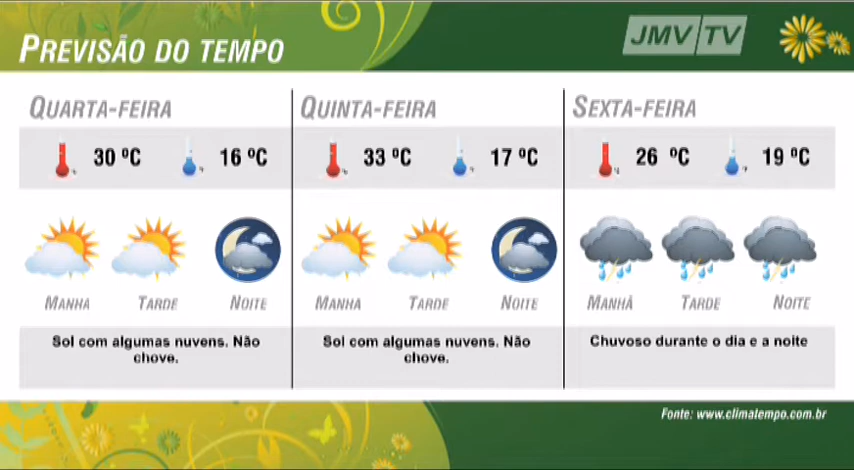 PREVISÃO DO TEMPO
JMV TV
QUARTA-FEIRA
30 ºC
16 ºC
MANHA
TARDE
NOITE
Sol com algumas nuvens. Não
chove.
QUINTA-FEIRA
33 ºC
17 ºC
MANHA
TARDE
NOITE
Sol com algumas nuvens. Não
chove.
SEXTA-FEIRA
26 ºC
19 ºC
MANHÃ
TARDE
NOITE
Chuvoso durante o dia e a noite
Fonte: www.climatempo.com.br